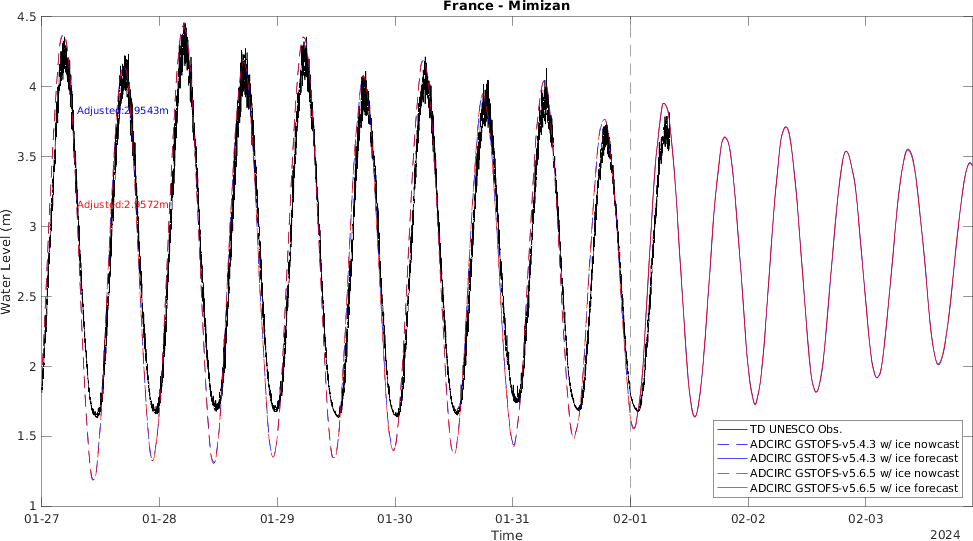 France - Mimizan
4.5
4
3.5
3
2.5
2
1.5
1
Water Level (m)
Adjusted:2.9543m
Adjusted:2.9572m
TD UNESCO Obs.
ADCIRC GSTOFS-v5.4.3 w/ ice nowcast
ADCIRC GSTOFS-v5.4.3 w/ ice forecast
ADCIRC GSTOFS-v5.6.5 w/ ice nowcast
ADCIRC GSTOFS-v5.6.5 w/ ice forecast
01-27 01-28 01-29 01-30 01-31 02-01 02-02 02-03
Time
2024